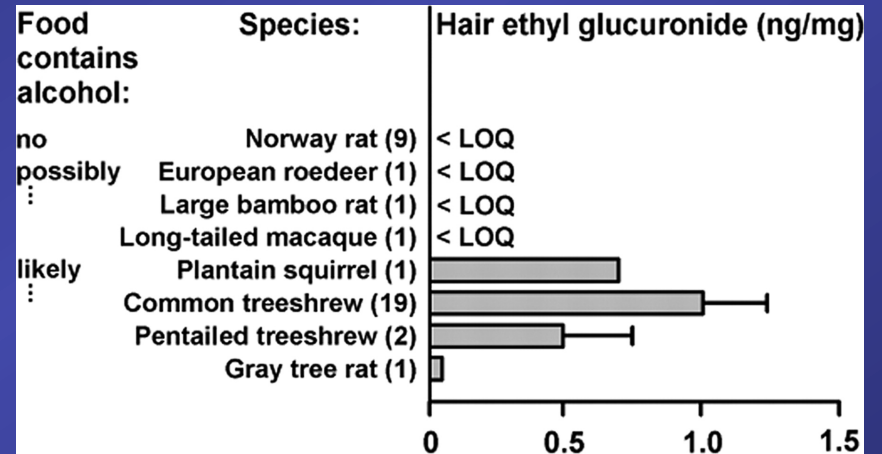 Food contains alcohol:
Species:
Hair ethyl glucuronide (ng/mg)
no
Norway rat (9)
< LOQ
possibly
European roedeer (1)
< LOQ
⋮
Large bamboo rat (1)
< LOQ
Long-tailed macaque (1)
< LOQ
likely
Plantain squirrel (1)
⋮
Common treeshrew (19)
Pentailed treeshrew (2)
Gray tree rat (1)
0
0.5
1.0
1.5